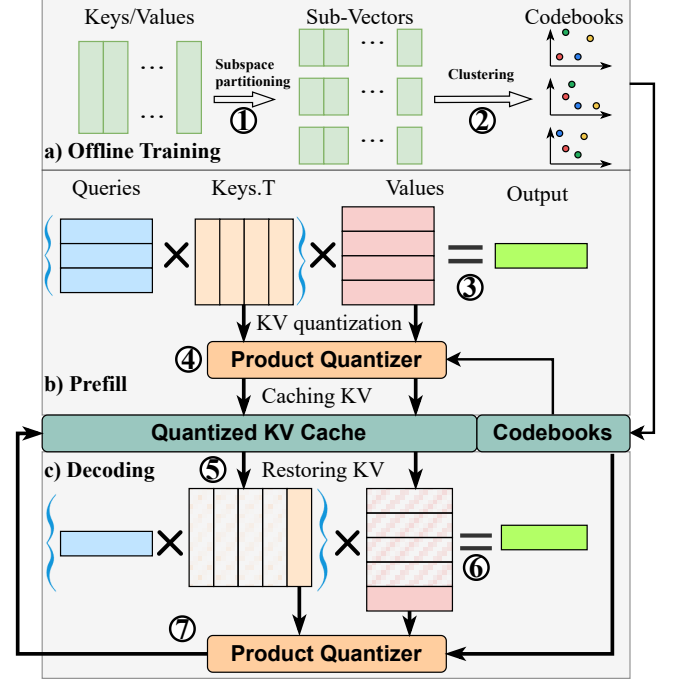 Keys/Values
Sub-Vectors
Codebooks
Subspace
partitioning
Clustering
...
...
...
...
...
①
②
a) Offline Training
Queries
Keys.T
Values
Output
{
×
}
×
=
③
KV quantization
④
Product Quantizer
b) Prefill
Caching KV
Quantized KV Cache
Codebooks
c) Decoding
⑤
Restoring KV
{
×
}
×
=
⑥
⑦
Product Quantizer